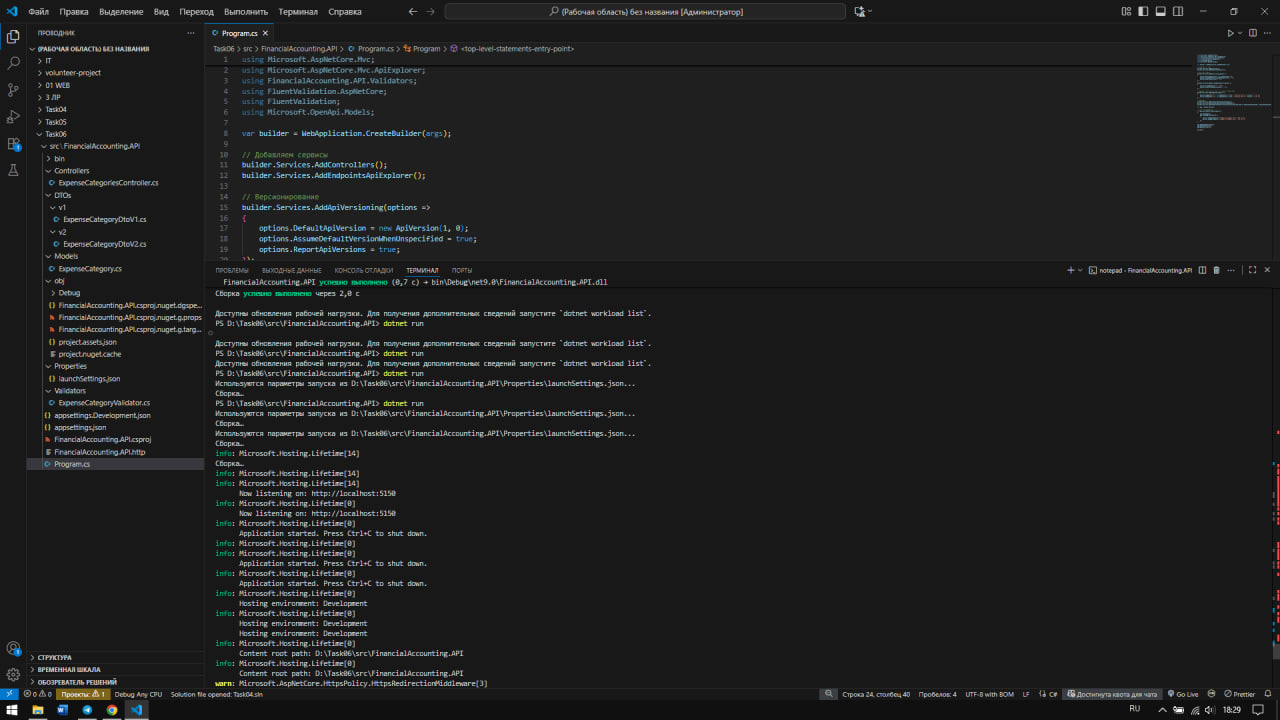 Файл Правка Выделение Вид Переход Выполнить Терминал Справка
(Рабочая область) без названия [Администратор]
ПРОВОДНИК
(РАБОЧАЯ ОБЛАСТЬ) БЕЗ НАЗВАНИЯ
IT
volunteer-project
01 WEB
3 ЛР
Task04
Task05
Task06
src \ FinancialAccounting.API
bin
Controllers
ExpenseCategoriesController.cs
DTOs
v1
ExpenseCategoryDtoV1.cs
v2
ExpenseCategoryDtoV2.cs
Models
ExpenseCategory.cs
obj
Debug
FinancialAccounting.API.csproj.nuget.dgspe...
FinancialAccounting.API.csproj.nuget.g.props
FinancialAccounting.API.csproj.nuget.g.targ...
project.assets.json
project.nuget.cache
Properties
launchSettings.json
Validators
ExpenseCategoryValidator.cs
appsettings.Development.json
appsettings.json
FinancialAccounting.API.csproj
FinancialAccounting.API.http
Program.cs
СТРУКТУРА
ВРЕМЕННАЯ ШКАЛА
ОБОЗРЕВАТЕЛЬ РЕШЕНИЙ
Program.cs
Task06 > src > FinancialAccounting.API > Program.cs > Program > <top-level-statements-entry-point>
1 using Microsoft.AspNetCore.Mvc;
2 using Microsoft.AspNetCore.Mvc.ApiExplorer;
3 using FinancialAccounting.API.Validators;
4 using FluentValidation.AspNetCore;
5 using FluentValidation;
6 using Microsoft.OpenApi.Models;
7
8 var builder = WebApplication.CreateBuilder(args);
9
10 // Добавляем сервисы
11 builder.Services.AddControllers();
12 builder.Services.AddEndpointsApiExplorer();
13
14 // Версионирование
15 builder.Services.AddApiVersioning(options =>
16 {
17 options.DefaultApiVersion = new ApiVersion(1, 0);
18 options.AssumeDefaultVersionWhenUnspecified = true;
19 options.ReportApiVersions = true;
20 });
ПРОБЛЕМЫ ВЫХОДНЫЕ ДАННЫЕ КОНСОЛЬ ОТЛАДКИ ТЕРМИНАЛ ПОРТЫ
notepad - FinancialAccounting.API
FinancialAccounting.API успешно выполнено (0,7 с) → bin\Debug\net9.0\FinancialAccounting.API.dll
Сборка успешно выполнено через 2,0 с
Доступны обновления рабочей нагрузки. Для получения дополнительных сведений запустите `dotnet workload list`.
PS D:\Task06\src\FinancialAccounting.API> dotnet run
Доступны обновления рабочей нагрузки. Для получения дополнительных сведений запустите `dotnet workload list`.
PS D:\Task06\src\FinancialAccounting.API> dotnet run
Доступны обновления рабочей нагрузки. Для получения дополнительных сведений запустите `dotnet workload list`.
PS D:\Task06\src\FinancialAccounting.API> dotnet run
Используются параметры запуска из D:\Task06\src\FinancialAccounting.API\Properties\launchSettings.json...
Сборка…
PS D:\Task06\src\FinancialAccounting.API> dotnet run
Используются параметры запуска из D:\Task06\src\FinancialAccounting.API\Properties\launchSettings.json...
Сборка…
Используются параметры запуска из D:\Task06\src\FinancialAccounting.API\Properties\launchSettings.json...
Сборка…
info: Microsoft.Hosting.Lifetime[14]
Сборка…
info: Microsoft.Hosting.Lifetime[14]
info: Microsoft.Hosting.Lifetime[14]
Now listening on: http://localhost:5150
info: Microsoft.Hosting.Lifetime[0]
Now listening on: http://localhost:5150
info: Microsoft.Hosting.Lifetime[0]
Application started. Press Ctrl+C to shut down.
info: Microsoft.Hosting.Lifetime[0]
info: Microsoft.Hosting.Lifetime[0]
Application started. Press Ctrl+C to shut down.
info: Microsoft.Hosting.Lifetime[0]
Application started. Press Ctrl+C to shut down.
info: Microsoft.Hosting.Lifetime[0]
Hosting environment: Development
info: Microsoft.Hosting.Lifetime[0]
Hosting environment: Development
Hosting environment: Development
info: Microsoft.Hosting.Lifetime[0]
Content root path: D:\Task06\src\FinancialAccounting.API
info: Microsoft.Hosting.Lifetime[0]
Content root path: D:\Task06\src\FinancialAccounting.API
warn: Microsoft.AspNetCore.HttpsPolicy.HttpsRedirectionMiddleware[3]
0 0 Проекты: 1 Debug Any CPU Solution file opened: Task04.sln Строка 24, столбец 40 Пробелов: 4 UTF-8 with BOM LF C# Достигнута квота для чата Go Live Prettier
RU 18:29